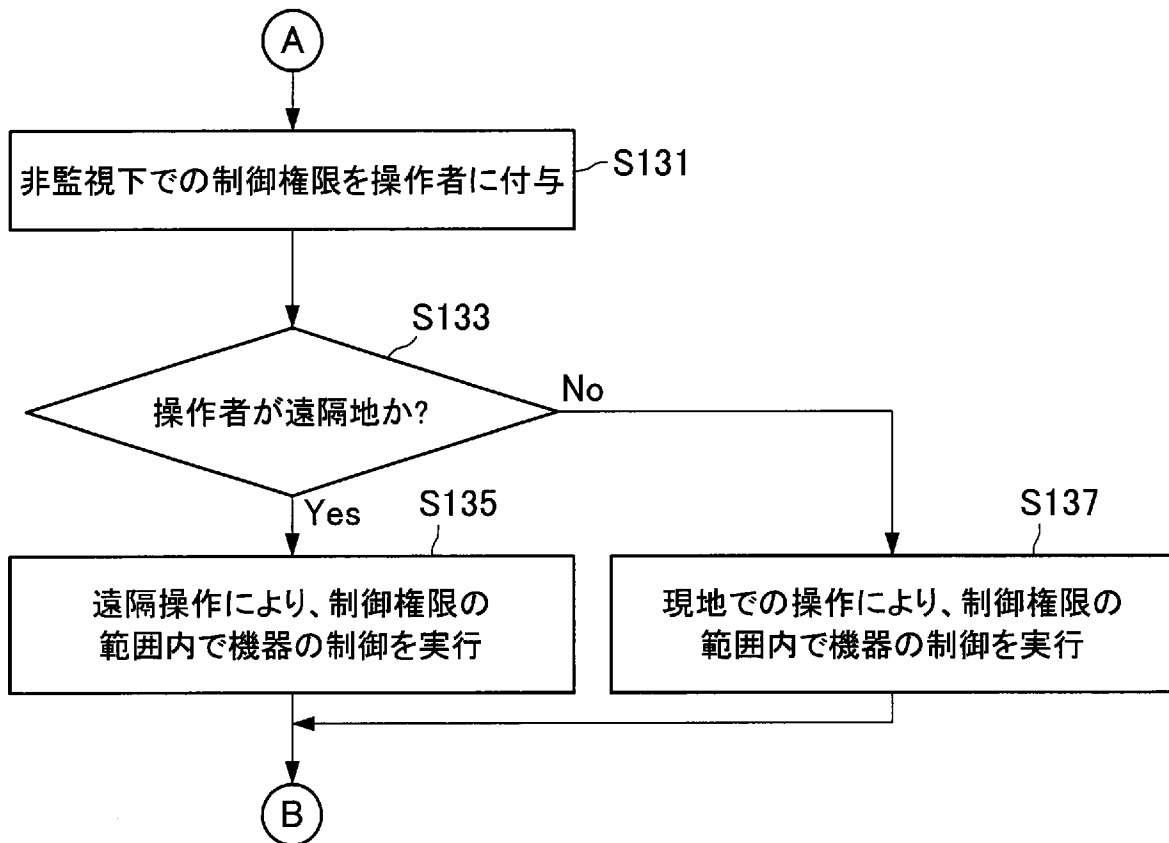 A
非監視下での制御権限を操作者に付与
S131
S133
操作者が遠隔地か?
No
Yes
S135
遠隔操作により、制御権限の
範囲内で機器の制御を実行
S137
現地での操作により、制御権限の
範囲内で機器の制御を実行
B